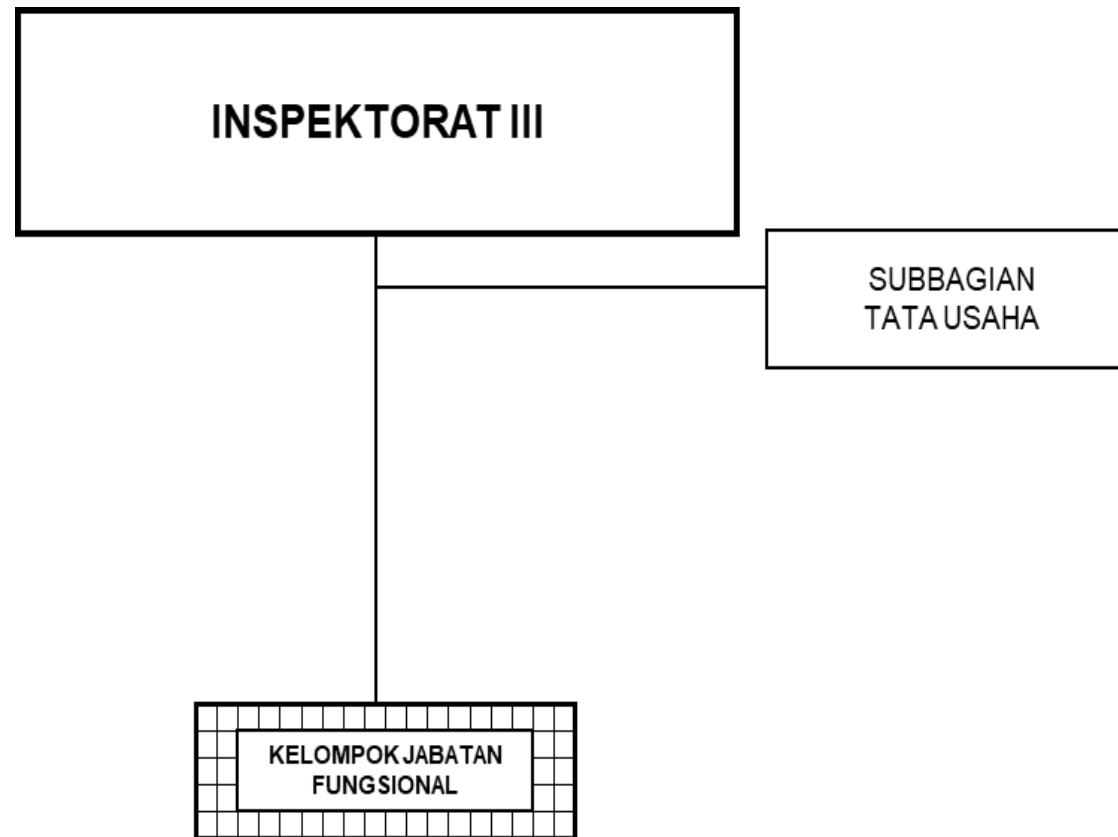 INSPEKTORAT III
SUBBAGIAN
TATA USAHA
KELOMPOK JABATAN
FUNGSIONAL